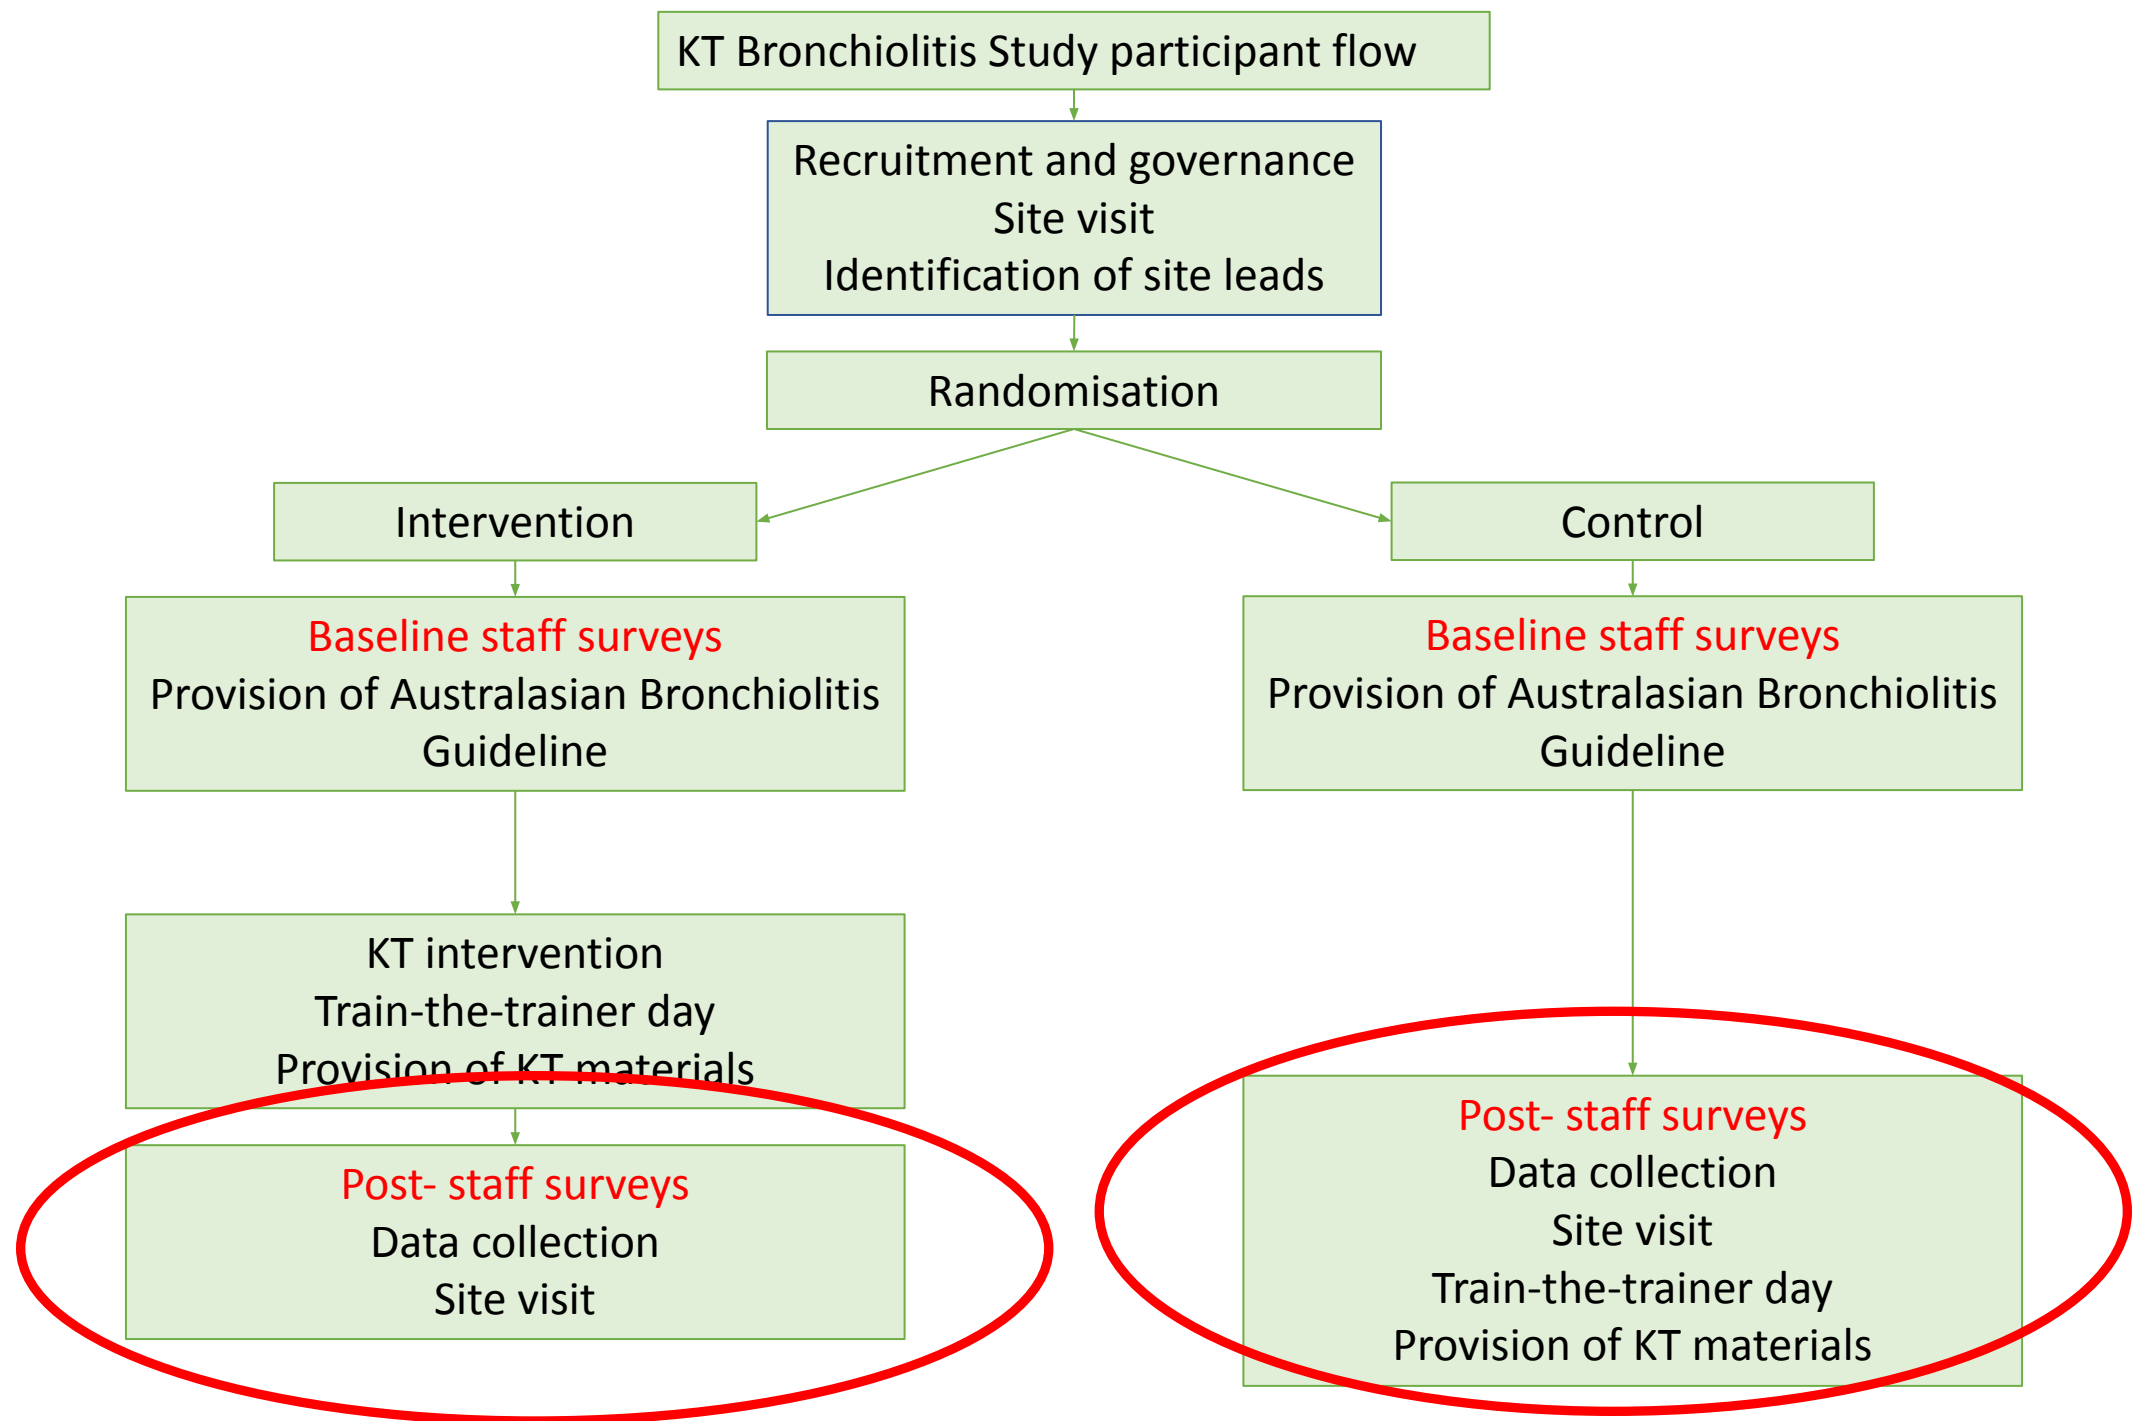 KT Bronchiolitis Study participant flow
Recruitment and governance
Site visit
Identification of site leads
Randomisation
Intervention
Control
Baseline staff surveys
Provision of Australasian Bronchiolitis
Guideline
Baseline staff surveys
Provision of Australasian Bronchiolitis
Guideline
KT intervention
Train-the-trainer day
Provision of KT materials
Post- staff surveys
Data collection
Site visit
Post- staff surveys
Data collection
Site visit
Train-the-trainer day
Provision of KT materials